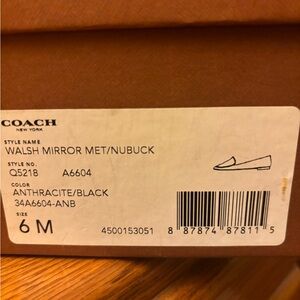 COACH
NEW YORK
STYLE NAME
WALSH MIRROR MET/NUBUCK
STYLE NO.
Q5218 A6604
COLOR
ANTHRACITE/BLACK
34A6604-ANB
SIZE
6 M
4500153051
8 87874 87811 5